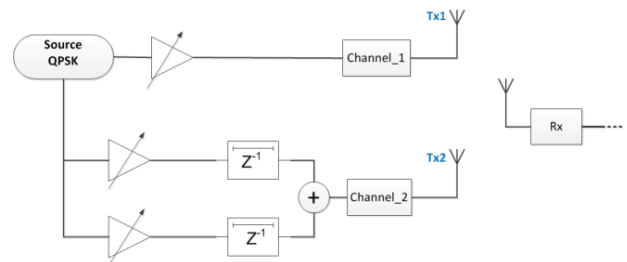 Source
QPSK
Tx1
Channel_1
Rx
Z-1
Tx2
+
Channel_2
Z-1